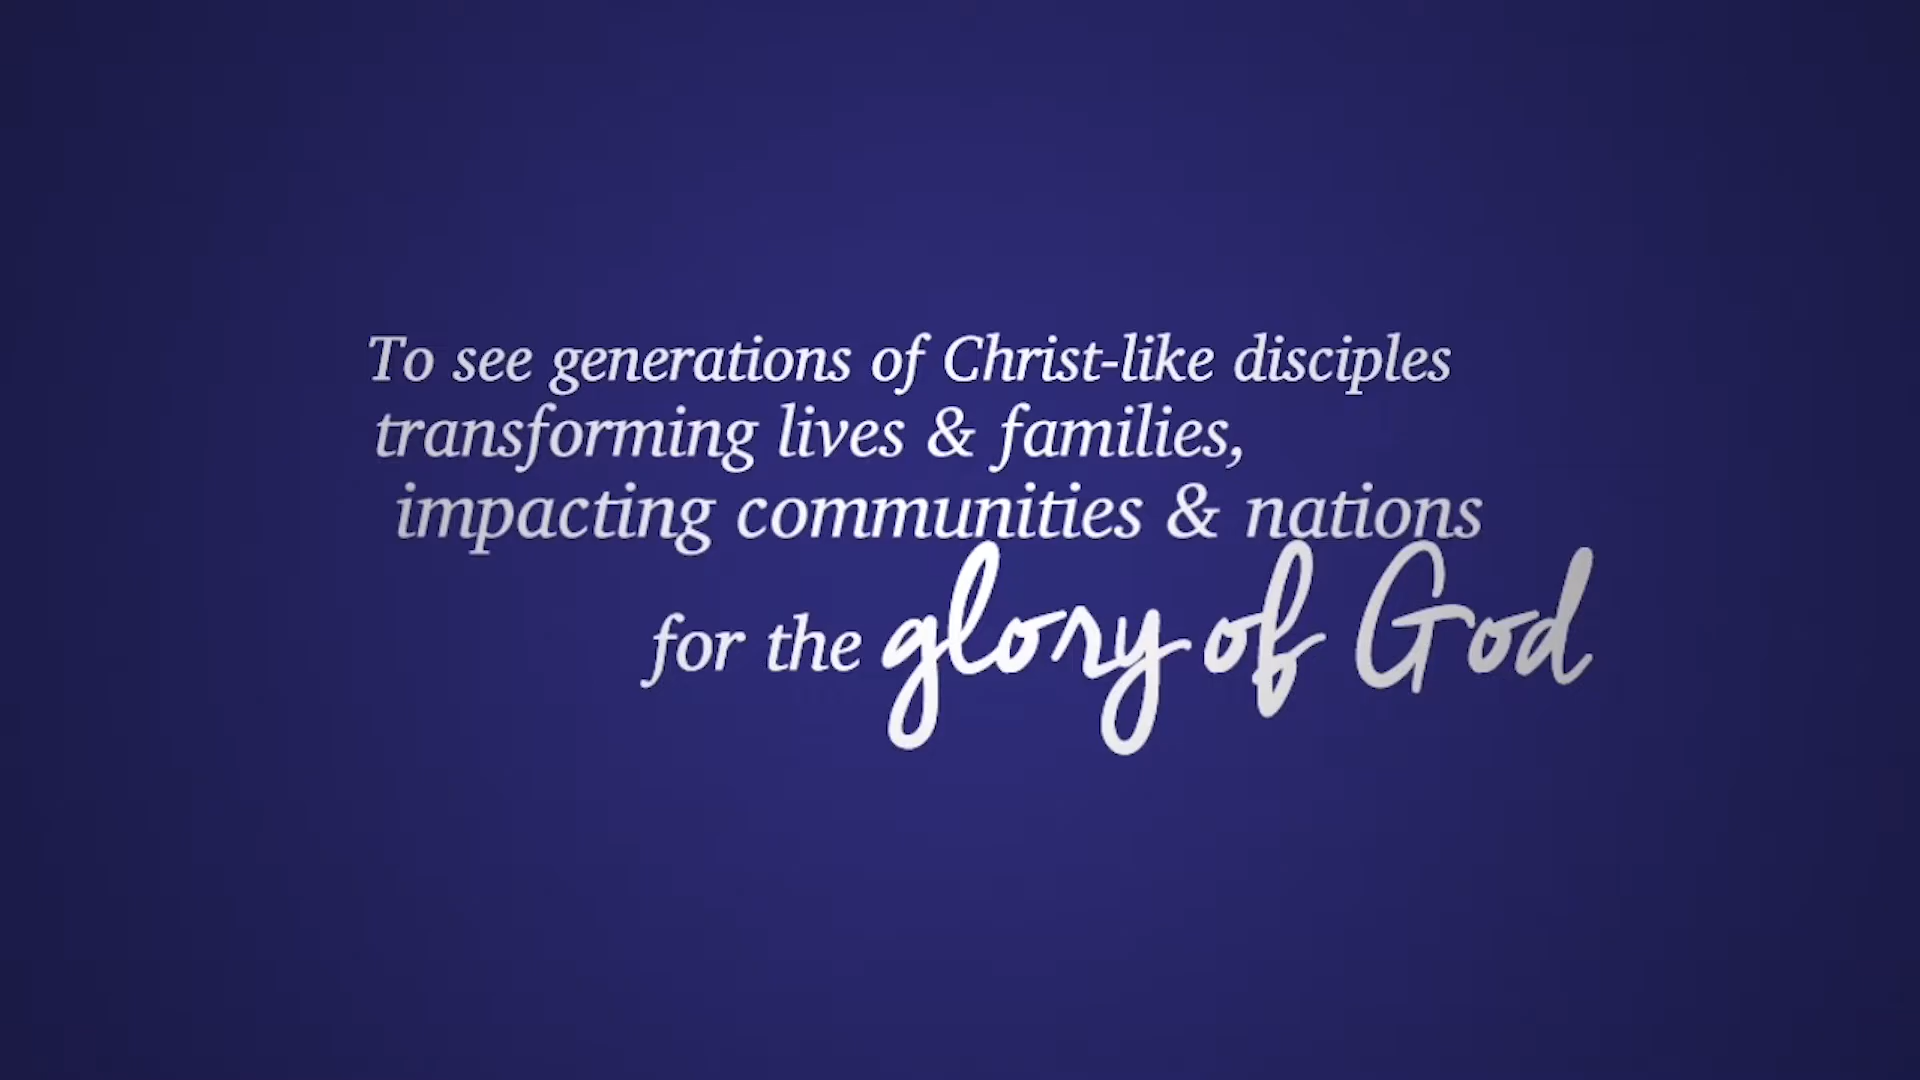 To see generations of Christ-like disciples
transforming lives & families,
impacting communities & nations
for the glory of God